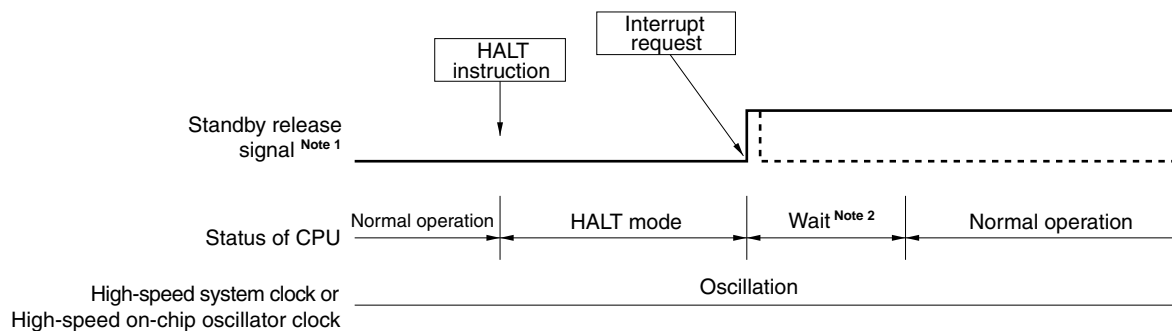 HALT
instruction
Interrupt
request
Standby release
signal Note 1
Status of CPU
Normal operation
HALT mode
Wait Note 2
Normal operation
High-speed system clock or
High-speed on-chip oscillator clock
Oscillation